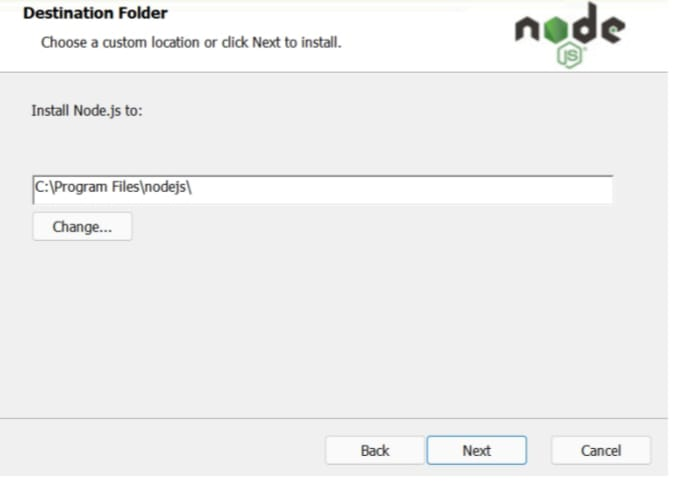 Destination Folder
Choose a custom location or click Next to install.
node
JS
Install Node.js to:
C:\Program Files\nodejs\
Change...
Back Next Cancel